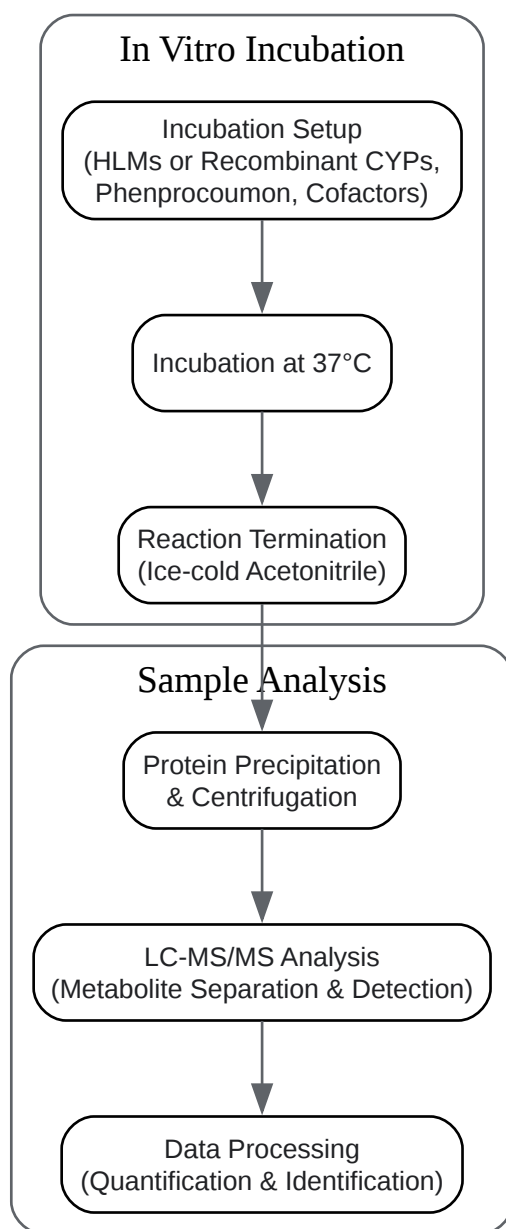 In Vitro Incubation
Incubation Setup
(HLMs or Recombinant CYPs,
Phenprocoumon, Cofactors)
Incubation at 37°C
Reaction Termination
(Ice-cold Acetonitrile)
Sample Analysis
Protein Precipitation
& Centrifugation
LC-MS/MS Analysis
(Metabolite Separation & Detection)
Data Processing
(Quantification & Identification)